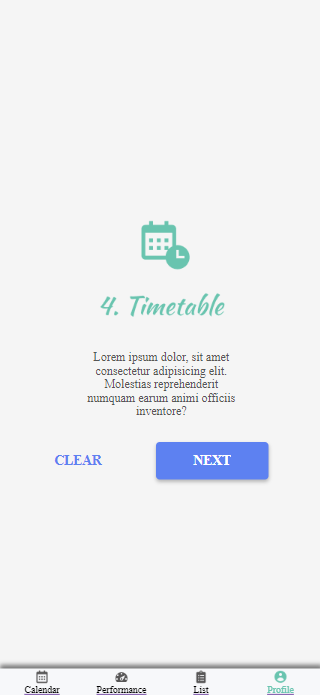 4. Timetable
Lorem ipsum dolor, sit amet
consectetur adipisicing elit.
Molestias reprehenderit
numquam earum animi officiis
inventore?
CLEAR
NEXT
Calendar
Performance
List
Profile